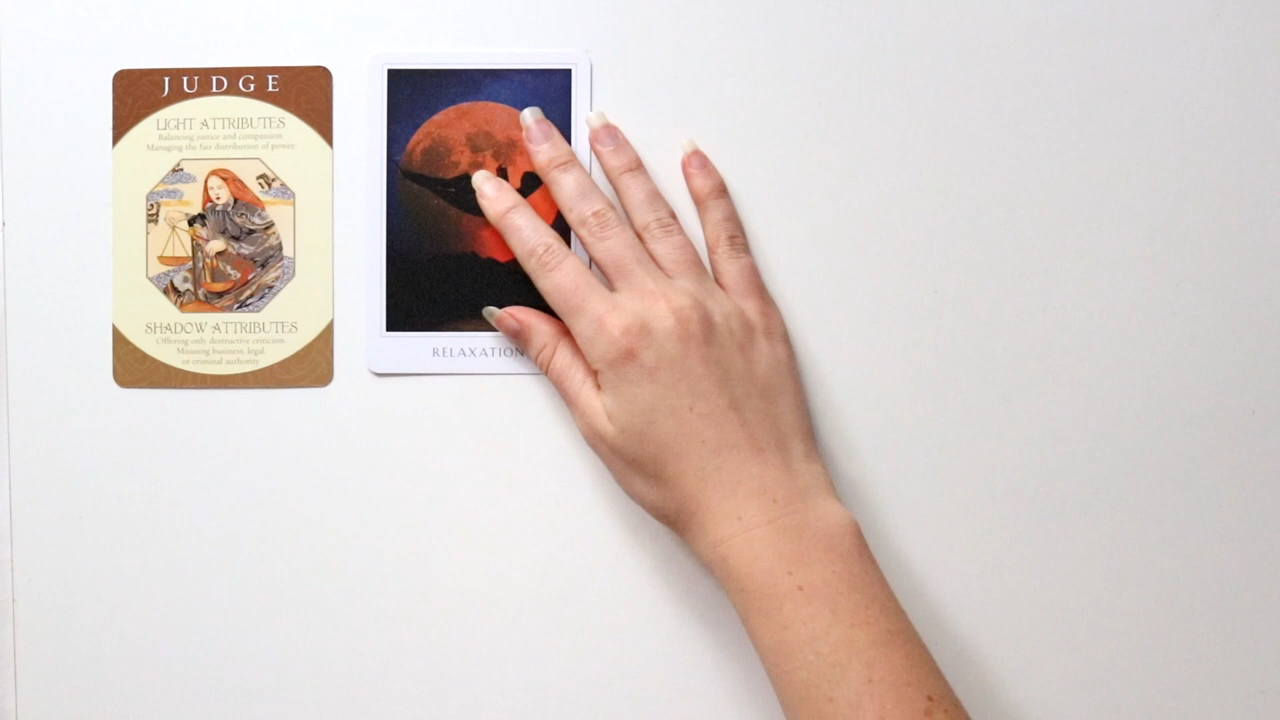 JUDGE
LIGHT ATTRIBUTES
Balancing justice and compassion
Managing the fair distribution of power
SHADOW ATTRIBUTES
Offering only destructive criticism
Misusing business, legal,
or criminal authority
RELAXATION